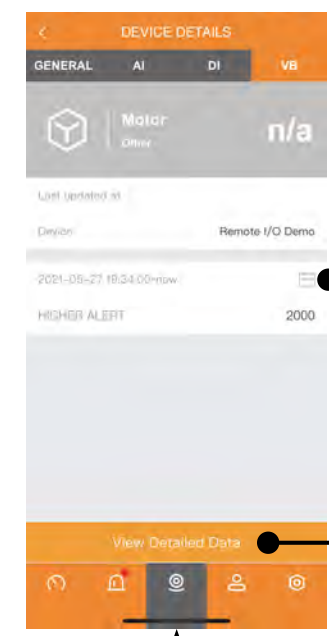 DEVICE DETAILS
GENERAL AI DI VB
Motor
Other
n/a
Last updated at
Device Remote I/O Demo
2021-05-27 19:34:00~now
HIGHER ALERT 2000
View Detailed Data